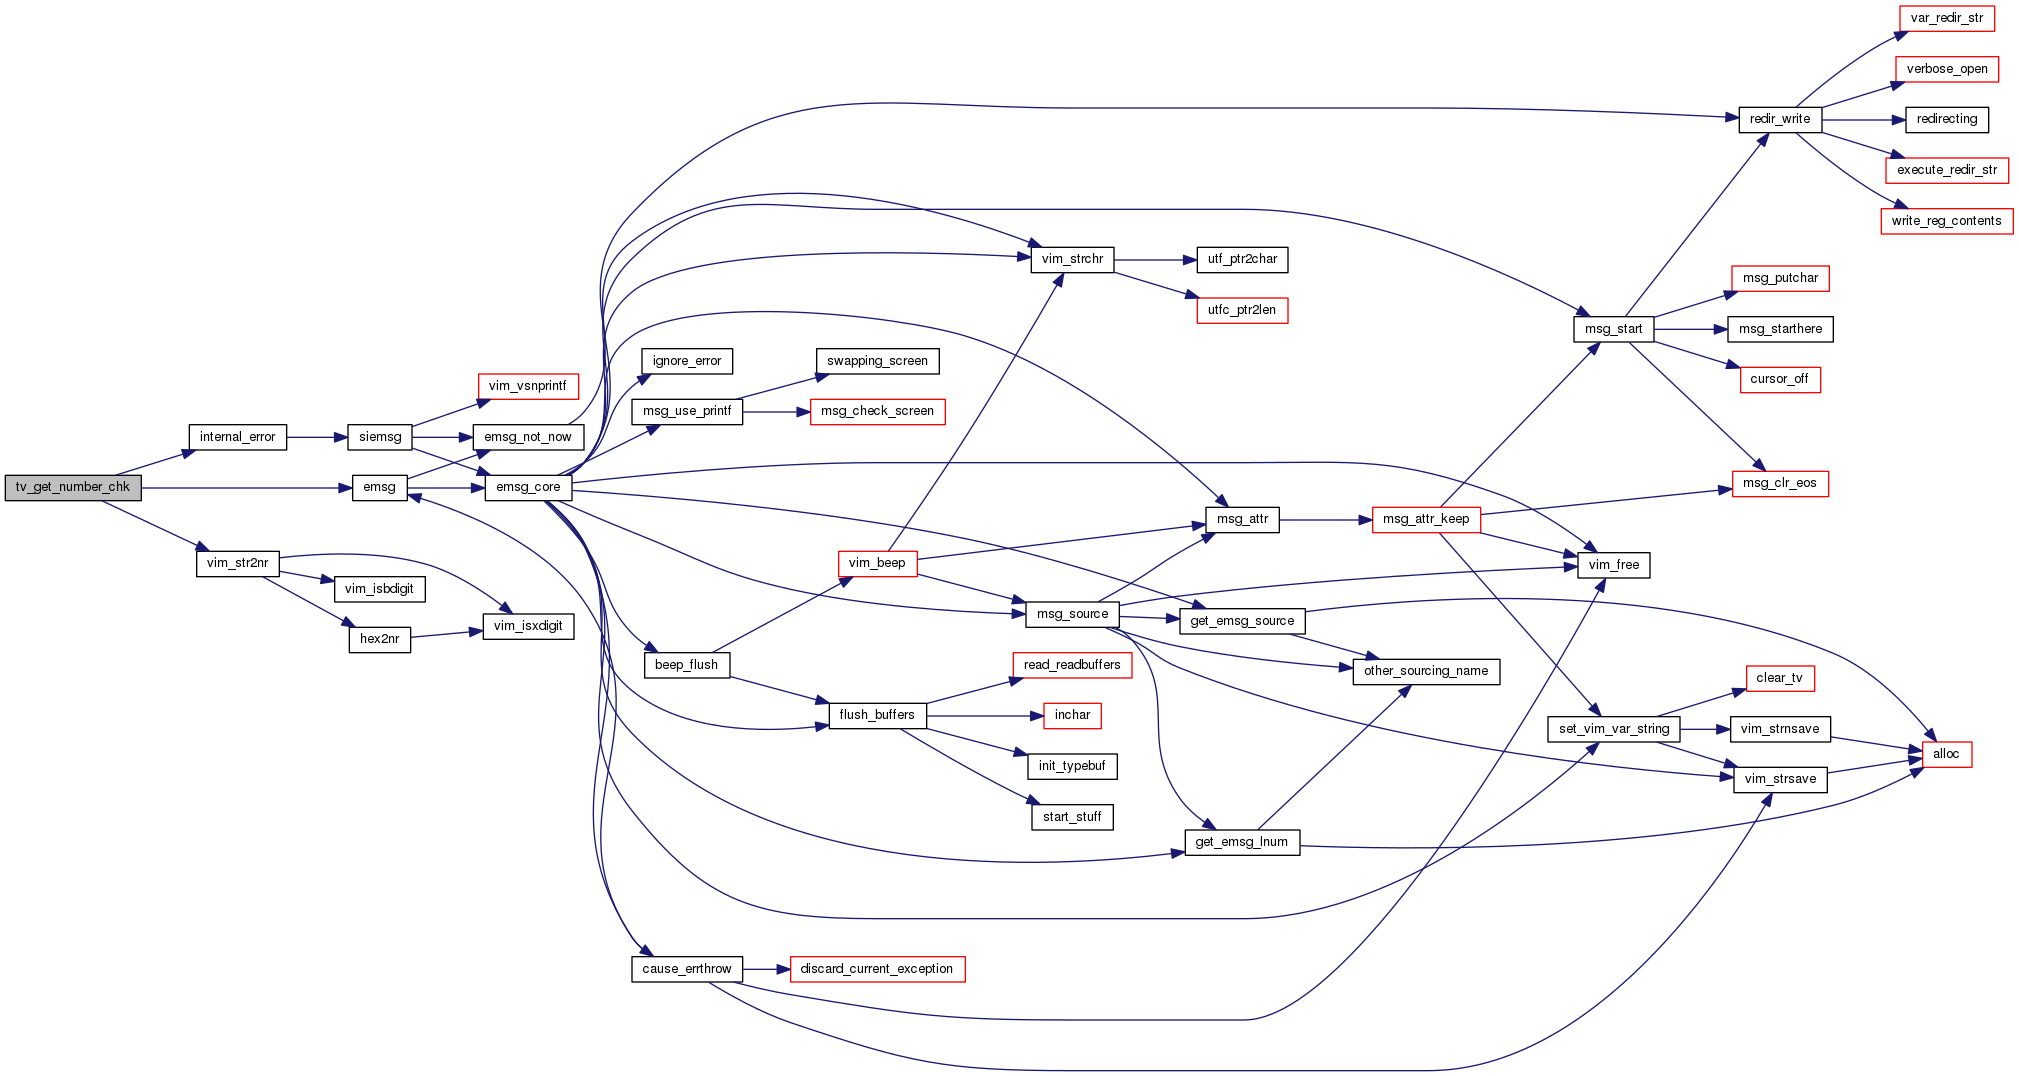 tv_get_number_chk
internal_error
emsg
vim_str2nr
siemsg
vim_isbdigit
hex2nr
vim_vsnprintf
emsg_not_now
emsg_core
vim_isxdigit
ignore_error
msg_use_printf
beep_flush
cause_errthrow
swapping_screen
msg_check_screen
vim_beep
flush_buffers
discard_current_exception
vim_strchr
msg_source
read_readbuffers
inchar
init_typebuf
start_stuff
utf_ptr2char
utfc_ptr2len
msg_attr
get_emsg_source
get_emsg_lnum
msg_attr_keep
other_sourcing_name
msg_start
vim_free
set_vim_var_string
redir_write
msg_putchar
msg_starthere
cursor_off
msg_clr_eos
clear_tv
vim_strnsave
vim_strsave
var_redir_str
verbose_open
redirecting
execute_redir_str
write_reg_contents
alloc